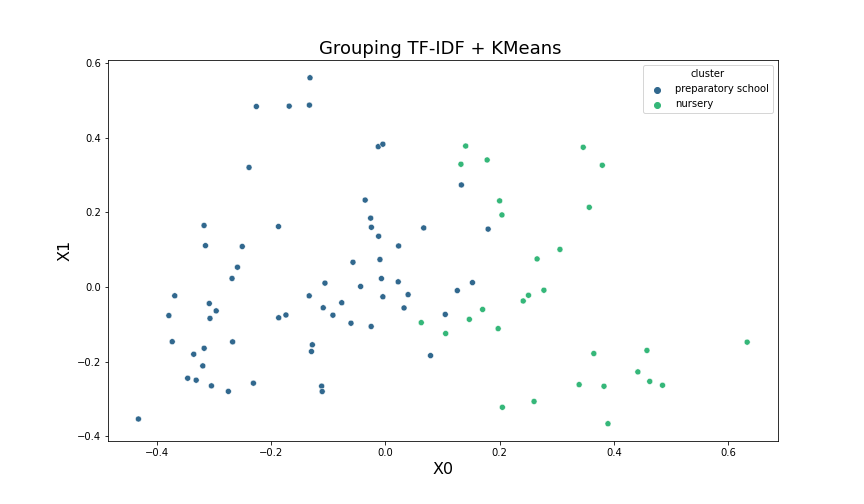 Grouping TF-IDF + KMeans
cluster
preparatory school
nursery
X1
0.6
0.4
0.2
0.0
−0.2
−0.4
−0.4
−0.2
0.0
0.2
0.4
0.6
X0